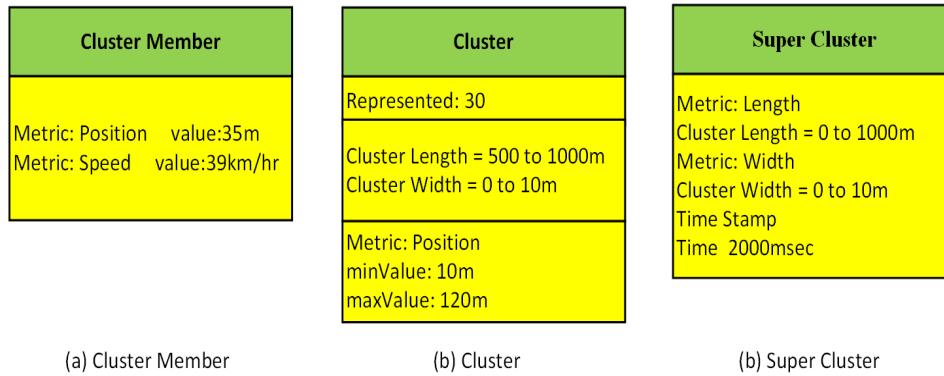 Cluster Member
Metric: Position value:35m
Metric: Speed value:39km/hr
(a) Cluster Member
Cluster
Represented: 30
Cluster Length = 500 to 1000m
Cluster Width = 0 to 10m
Metric: Position
minValue: 10m
maxValue: 120m
(b) Cluster
Super Cluster
Metric: Length
Cluster Length = 0 to 1000m
Metric: Width
Cluster Width = 0 to 10m
Time Stamp
Time 2000msec
(b) Super Cluster